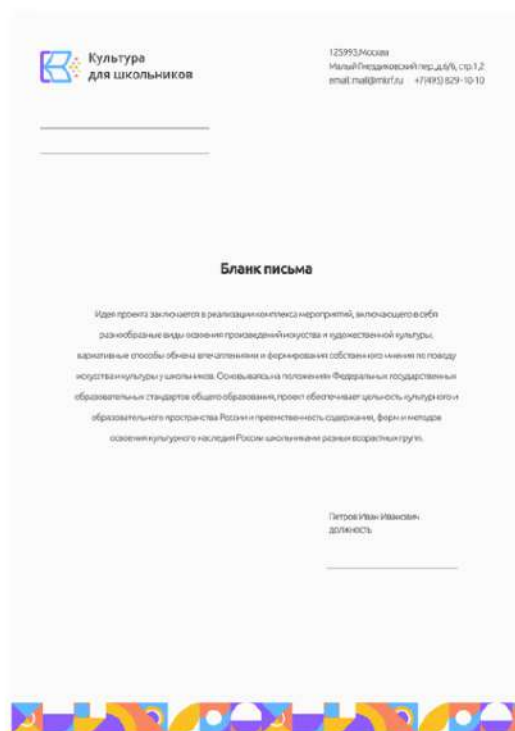 Культура
для школьников
125993,Москва
Малый Гнездиковский пер.,д.6/6, стр.1,2
email: mail@mkrf.ru +7(495) 629-10-10
Бланк письма
Идея проекта заключается в реализации комплекса мероприятий, включающего в себя
разнообразные виды освоения произведений искусства и художественной культуры,
вариативные способы обмена впечатлениями и формирования собственного мнения по поводу
искусства и культуры у школьников. Основываясь на положениях Федеральных государственных
образовательных стандартов общего образования, проект обеспечивает цельность культурного и
образовательного пространства России и преемственность содержания, форм и методов
освоения культурного наследия России школьниками разных возрастных групп.
Петров Иван Иванович
должность